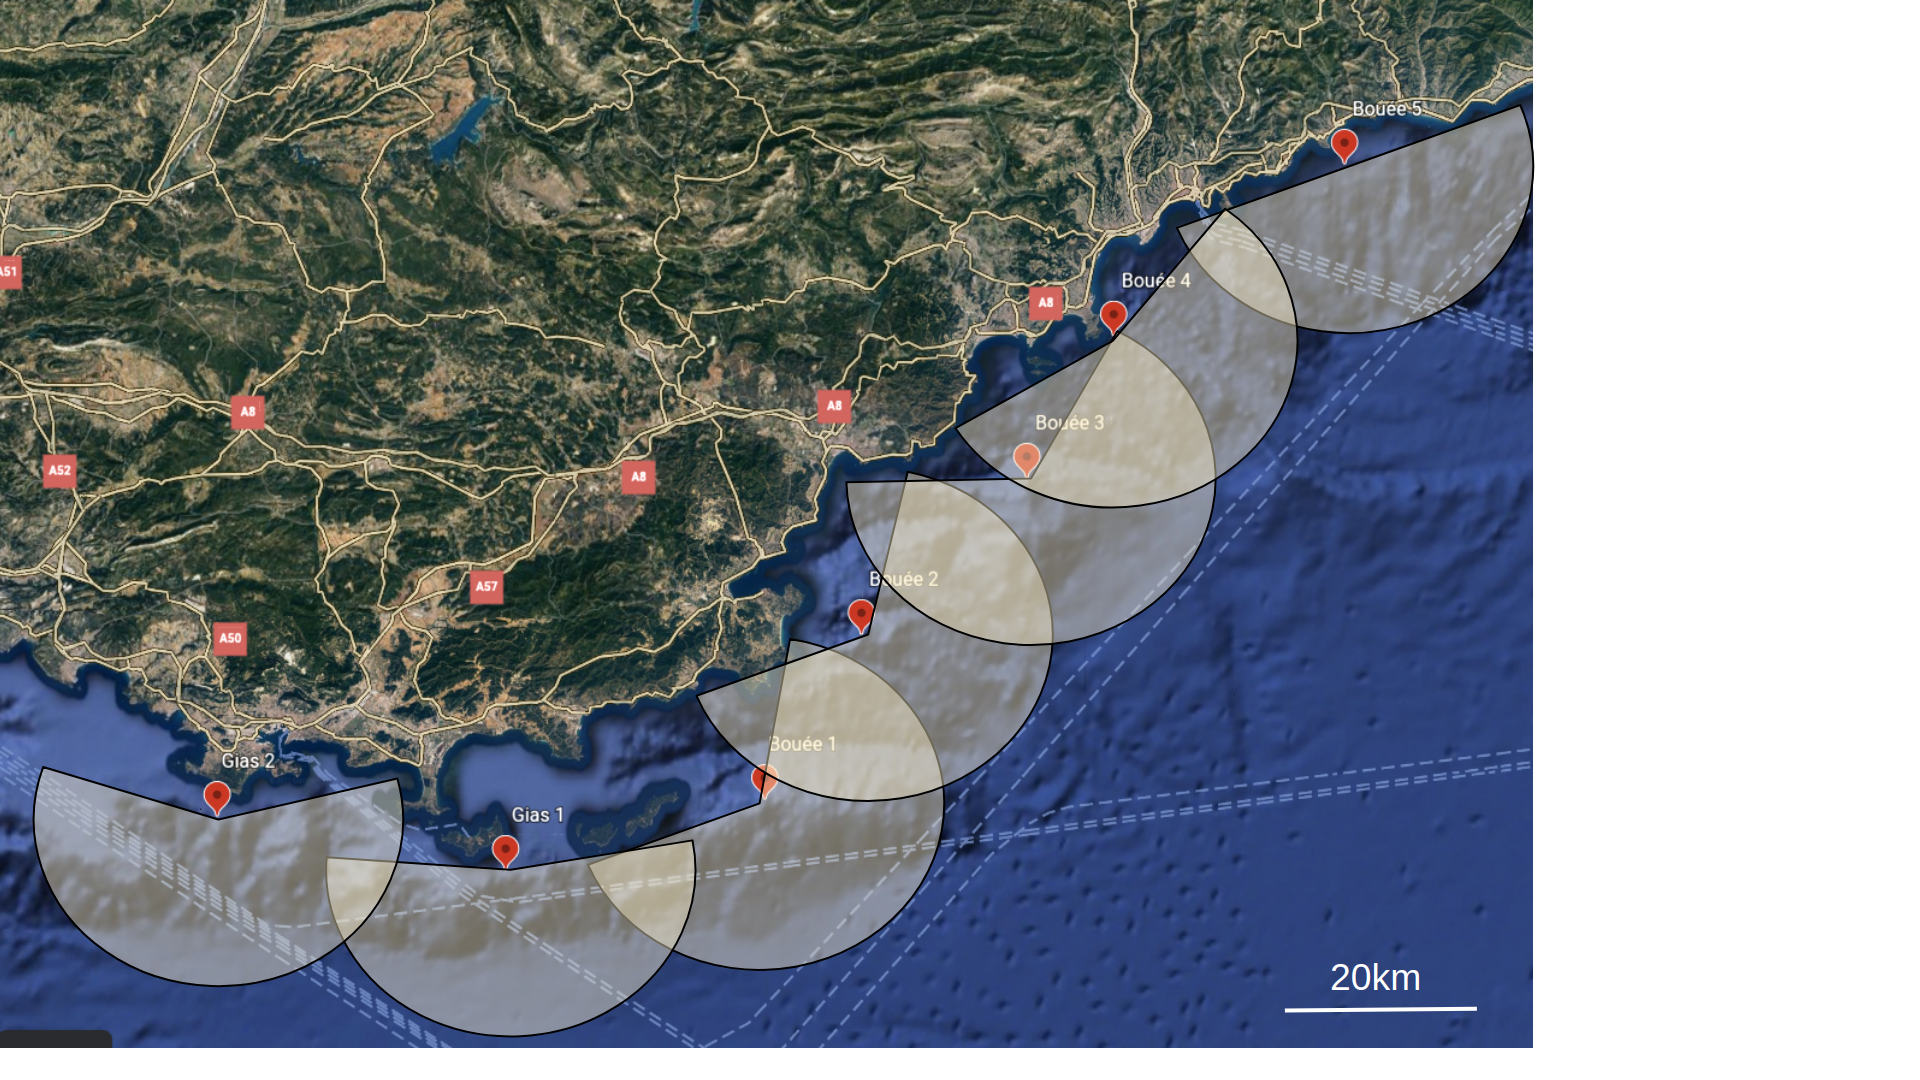 Bouée 5
A51
Bouée 4
A8
A8
A8
Bouée 3
A52
A8
A57
Bouée 2
A50
Bouée 1
Gias 2
Gias 1
20km